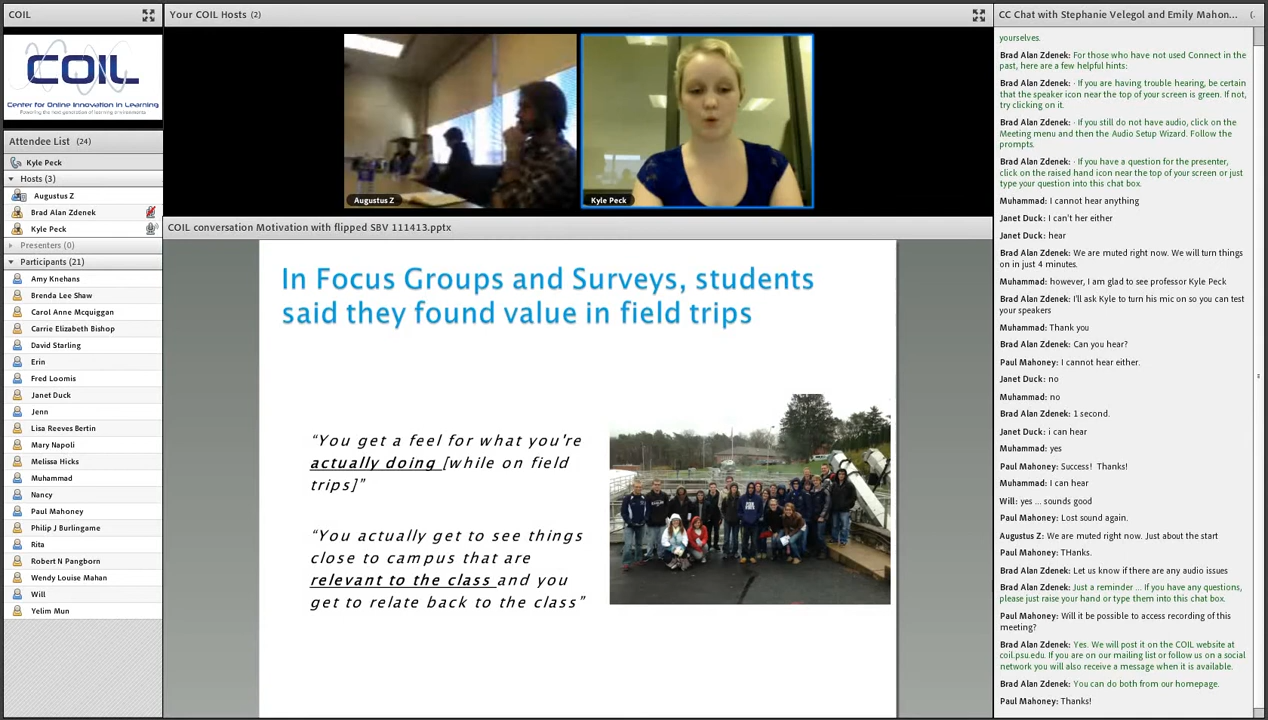 COIL
COIL
Center for Online Innovation in Learning
Powering the next generation of learning environments
Attendee List (24)
Kyle Peck
Hosts (3)
Augustus Z
Brad Alan Zdenek
Kyle Peck
Presenters (0)
Participants (21)
Amy Knehans
Brenda Lee Shaw
Carol Anne Mcquiggan
Carrie Elizabeth Bishop
David Starling
Erin
Fred Loomis
Janet Duck
Jenn
Lisa Reeves Bertin
Mary Napoli
Melissa Hicks
Muhammad
Nancy
Paul Mahoney
Philip J Burlingame
Rita
Robert N Pangborn
Wendy Louise Mahan
Will
Yelim Mun
Your COIL Hosts (2)
Augustus Z
Kyle Peck
COIL conversation Motivation with flipped SBV 111413.pptx
In Focus Groups and Surveys, students
said they found value in field trips
“You get a feel for what you're
actually doing [while on field
trips]”
“You actually get to see things
close to campus that are
relevant to the class and you
get to relate back to the class”
CC Chat with Stephanie Velegol and Emily Mahon... (.
yourselves.
Brad Alan Zdenek: For those who have not used Connect in the
past, here are a few helpful hints:
Brad Alan Zdenek: · If you are having trouble hearing, be certain
that the speaker icon near the top of your screen is green. If not,
try clicking on it.
Brad Alan Zdenek: · If you still do not have audio, click on the
Meeting menu and then the Audio Setup Wizard. Follow the
prompts.
Brad Alan Zdenek: · If you have a question for the presenter,
click on the raised hand icon near the top of your screen or just
type your question into this chat box.
Muhammad: I cannot hear anything
Janet Duck: I can't her either
Janet Duck: hear
Brad Alan Zdenek: We are muted right now. We will turn things
on in just 4 minutes.
Muhammad: however, I am glad to see professor Kyle Peck
Brad Alan Zdenek: I'll ask Kyle to turn his mic on so you can test
your speakers
Muhammad: Thank you
Brad Alan Zdenek: Can you hear?
Paul Mahoney: I cannot hear either.
Janet Duck: no
Muhammad: no
Brad Alan Zdenek: 1 second.
Janet Duck: i can hear
Muhammad: yes
Paul Mahoney: Success! Thanks!
Muhammad: I can hear
Will: yes ... sounds good
Paul Mahoney: Lost sound again.
Augustus Z: We are muted right now. Just about the start
Paul Mahoney: THanks.
Brad Alan Zdenek: Let us know if there are any audio issues
Brad Alan Zdenek: Just a reminder ... If you have any questions,
please just raise your hand or type them into this chat box.
Paul Mahoney: Will it be possible to access recording of this
meeting?
Brad Alan Zdenek: Yes. We will post it on the COIL website at
coil.psu.edu. If you are on our mailing list or follow us on a social
network you will also receive a message when it is available.
Brad Alan Zdenek: You can do both from our homepage.
Paul Mahoney: Thanks!